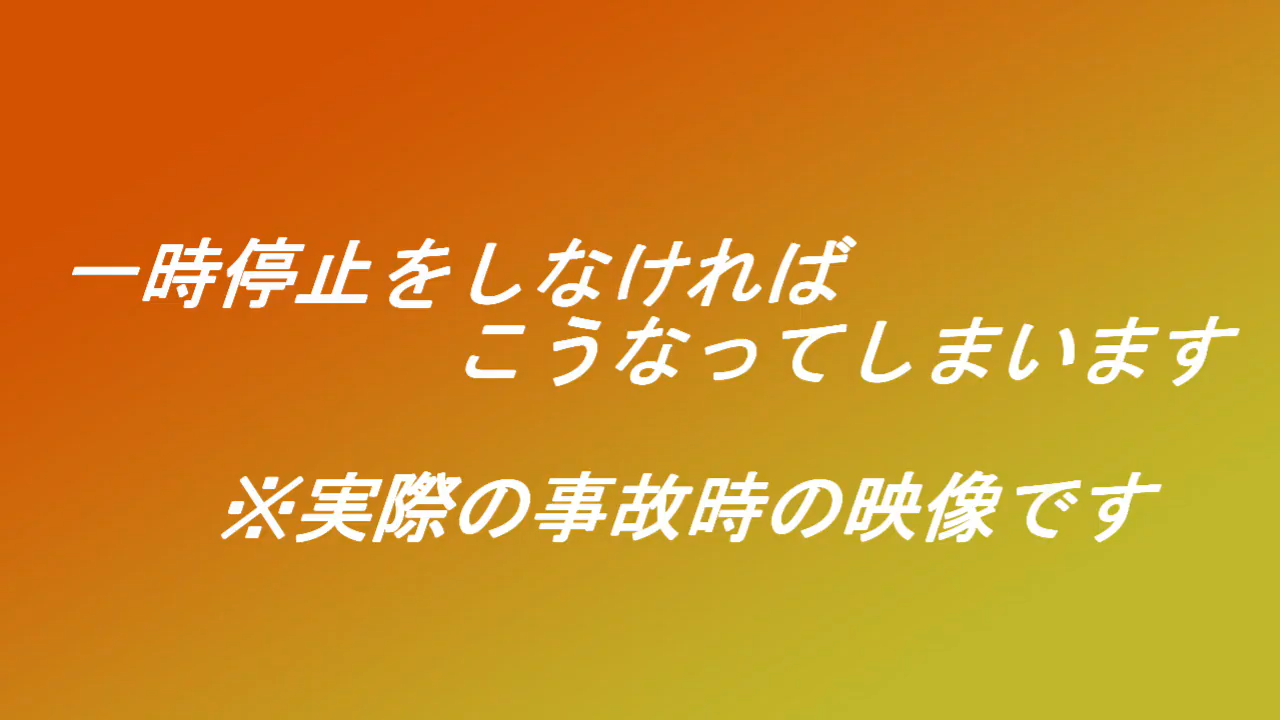 一時停止をしなければ
こうなってしまいます
※実際の事故時の映像です